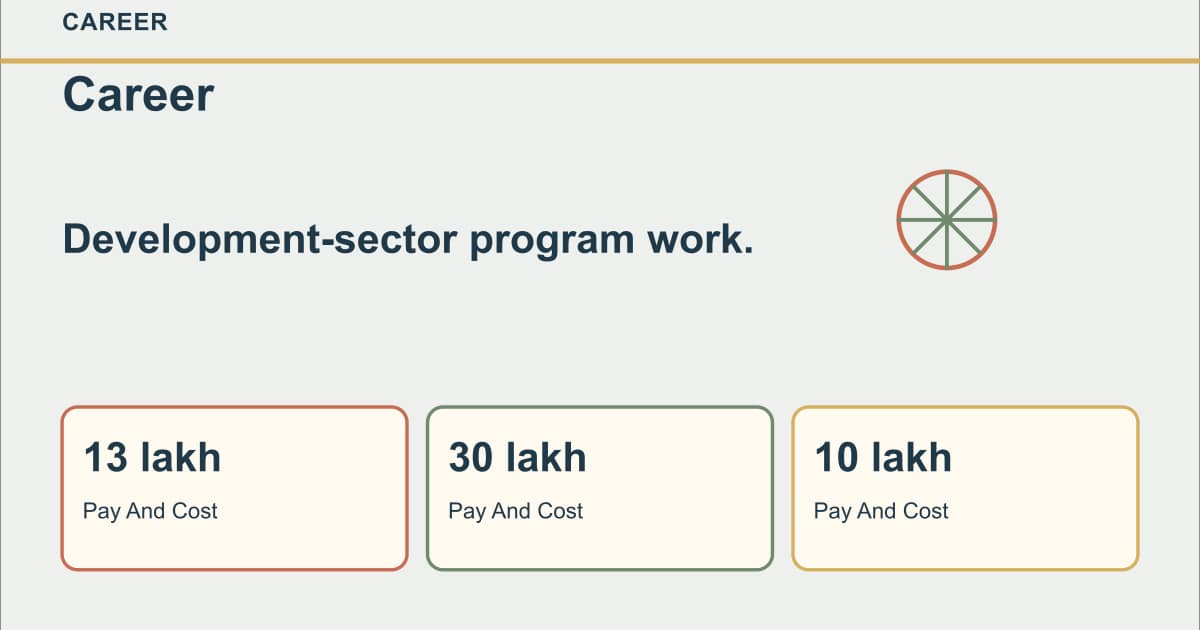 CAREER
Career
Development-sector program work.
13 lakh
Pay And Cost
30 lakh
Pay And Cost
10 lakh
Pay And Cost